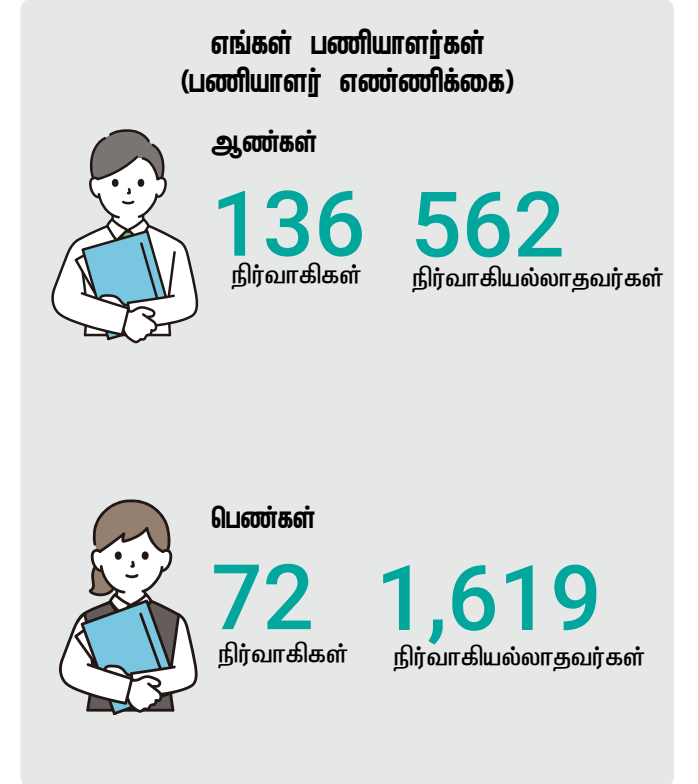 எங்கள் பணியாளர்கள்
(பணியாளர் எண்ணிக்கை)
ஆண்கள்
136 562
நிர்வாகிகள் நிர்வாகியல்லாதவர்கள்
பெண்கள்
72 1,619
நிர்வாகிகள் நிர்வாகியல்லாதவர்கள்